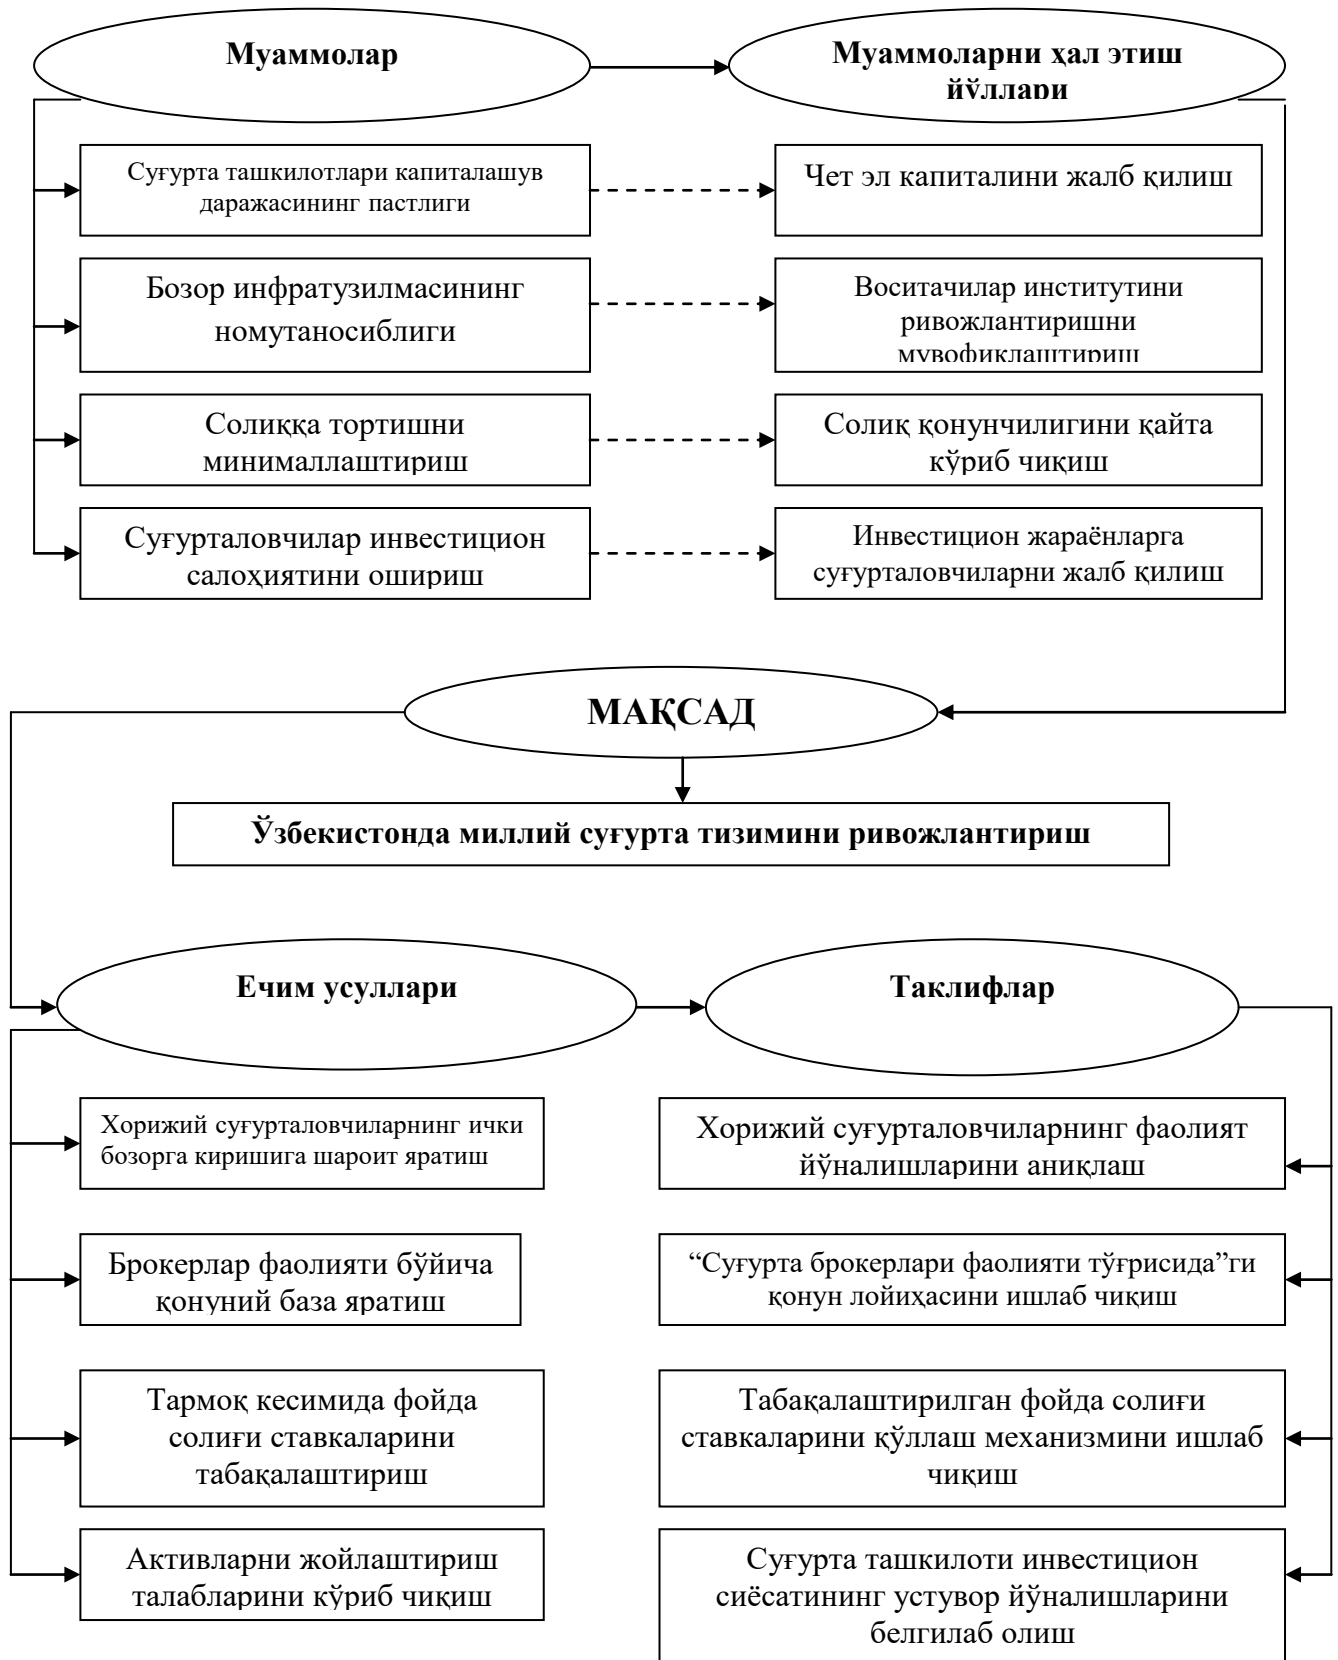 Муаммолар
Муаммоларни ҳал этиш
йўллари
Суғурта ташкилотлари капиталашув
даражасининг пастлиги
Чет эл капиталини жалб қилиш
Бозор инфратузилмасининг
номутаносиблиги
Воситачилар институтини
ривожлантиришни
мувофиқлаштириш
Солиққа тортишни
минималлаштириш
Солиқ қонунчилигини қайта
кўриб чиқиш
Суғурталовчилар инвестицион
салоҳиятини ошириш
Инвестицион жараёнларга
суғурталовчиларни жалб қилиш
МАҚСАД
Ўзбекистонда миллий суғурта тизимини ривожлантириш
Ечим усуллари
Таклифлар
Хорижий суғурталовчиларнинг ички
бозорга киришига шароит яратиш
Хорижий суғурталовчиларнинг фаолият
йўналишларини аниқлаш
Брокерлар фаолияти бўйича
қонуний база яратиш
“Суғурта брокерлари фаолияти тўғрисида”ги
қонун лойиҳасини ишлаб чиқиш
Тармоқ кесимида фойда
солиғи ставкаларини
табақалаштириш
Табақалаштирилган фойда солиғи
ставкаларини қўллаш механизмини ишлаб
чиқиш
Активларни жойлаштириш
талабларини кўриб чиқиш
Суғурта ташкилоти инвестицион
сиёсатининг устувор йўналишларини
белгилаб олиш